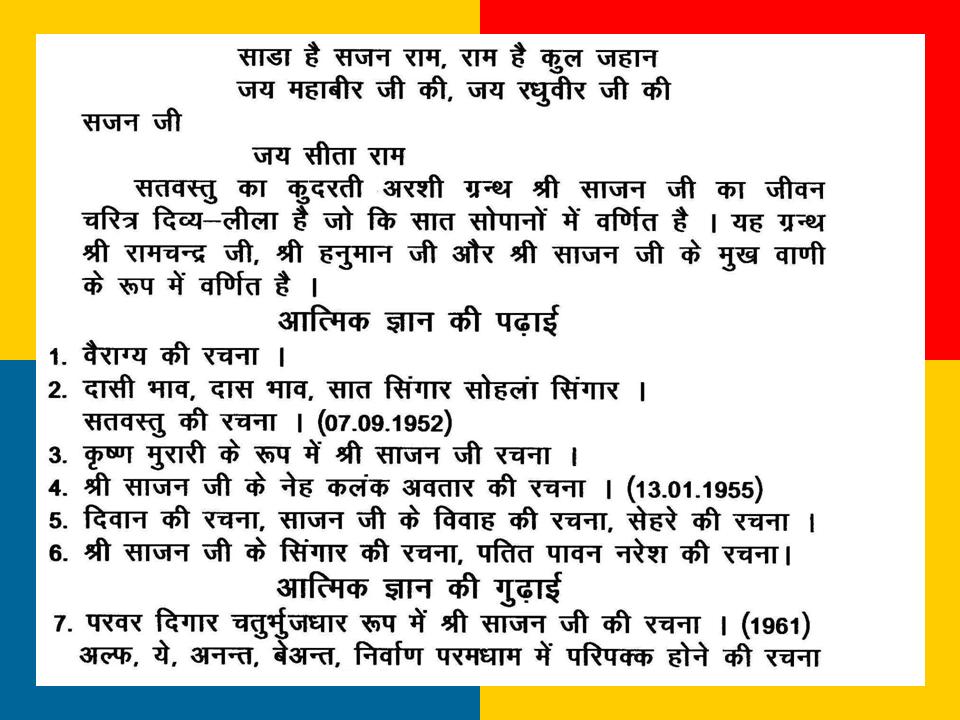 साडा है सजन राम, राम है कुल जहान
जय महाबीर जी की, जय रघुवीर जी की
सजन जी
जय सीता राम
सतवस्तु का कुदरती अरशी ग्रन्थ श्री साजन जी का जीवन
चरित्र दिव्य–लीला है जो कि सात सोपानों में वर्णित है । यह ग्रन्थ
श्री रामचन्द्र जी, श्री हनुमान जी और श्री साजन जी के मुख वाणी
के रूप में वर्णित है ।
आत्मिक ज्ञान की पढ़ाई
1. वैराग्य की रचना ।
2. दासी भाव, दास भाव, सात सिंगार सोहलां सिंगार ।
सतवस्तु की रचना । (07.09.1952)
3. कृष्ण मुरारी के रूप में श्री साजन जी रचना ।
4. श्री साजन जी के नेह कलंक अवतार की रचना । (13.01.1955)
5. दिवान की रचना, साजन जी के विवाह की रचना, सेहरे की रचना ।
6. श्री साजन जी के सिंगार की रचना, पतित पावन नरेश की रचना।
आत्मिक ज्ञान की गुढ़ाई
7. परवर दिगार चतुर्भुजधार रूप में श्री साजन जी की रचना । (1961)
अल्फ, ये, अनन्त, बेअन्त, निर्वाण परमधाम में परिपक्क होने की रचना